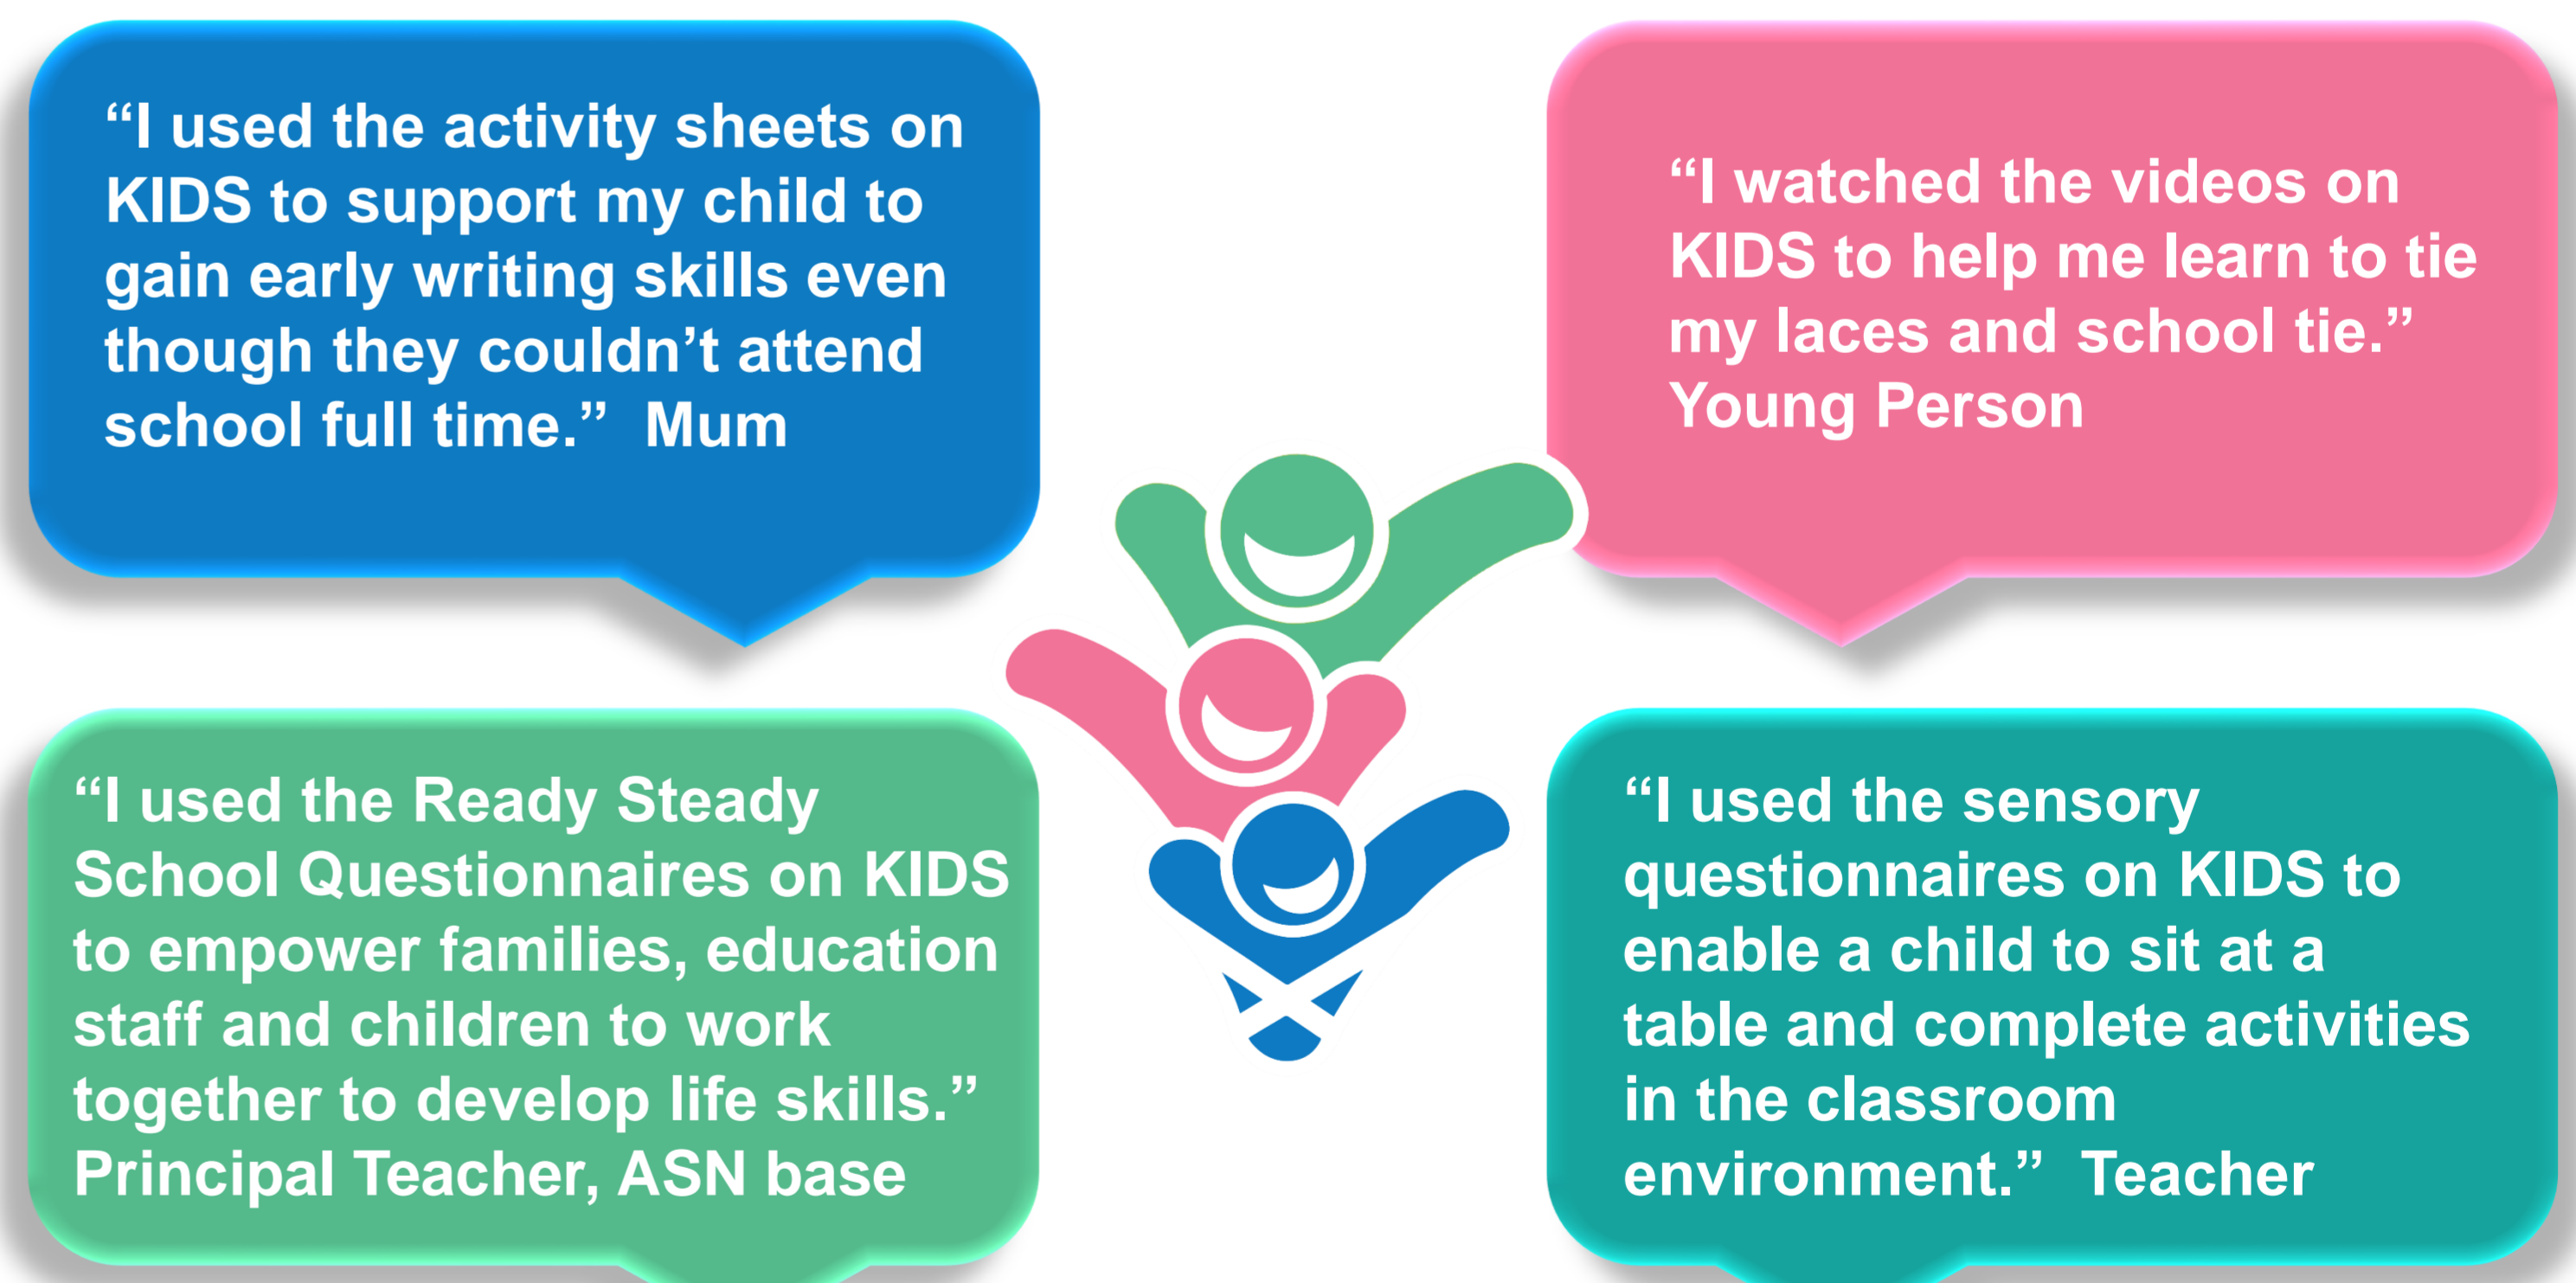 “I used the activity sheets on
KIDS to support my child to
gain early writing skills even
though they couldn’t attend
school full time.”  Mum
“I watched the videos on
KIDS to help me learn to tie
my laces and school tie.”
Young Person
“I used the Ready Steady
School Questionnaires on KIDS
to empower families, education
staff and children to work
together to develop life skills.”
Principal Teacher, ASN base
“I used the sensory
questionnaires on KIDS to
enable a child to sit at a
table and complete activities
in the classroom
environment.”  Teacher